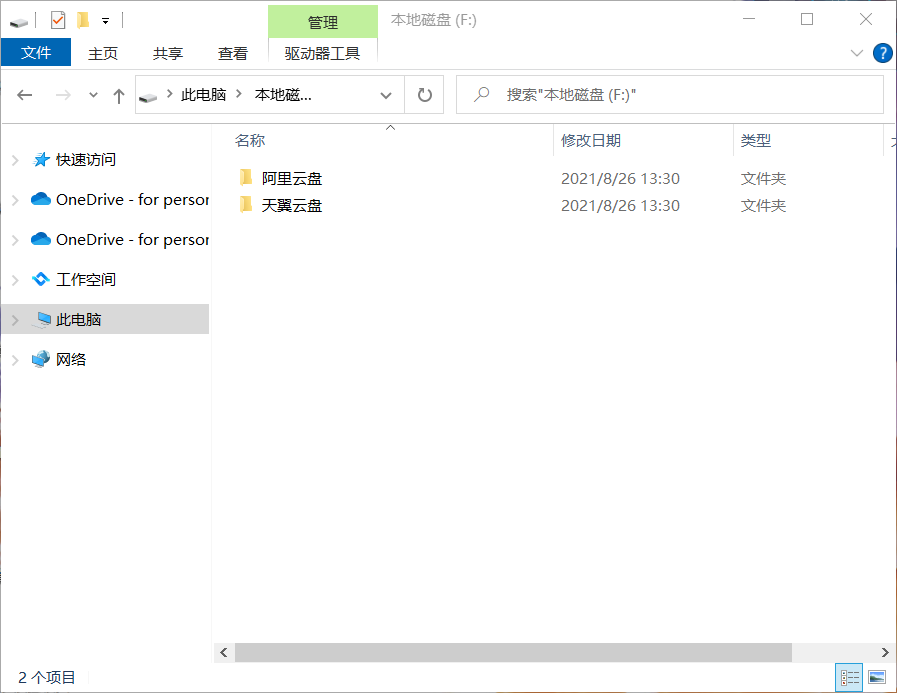 管理
本地磁盘 (F:)
文件
主页
共享
查看
驱动器工具
此电脑
本地磁...
搜索"本地磁盘 (F:)"
名称
修改日期
类型
快速访问
OneDrive - for person
OneDrive - for person
工作空间
此电脑
网络
阿里云盘
2021/8/26 13:30
文件夹
天翼云盘
2021/8/26 13:30
文件夹
2 个项目